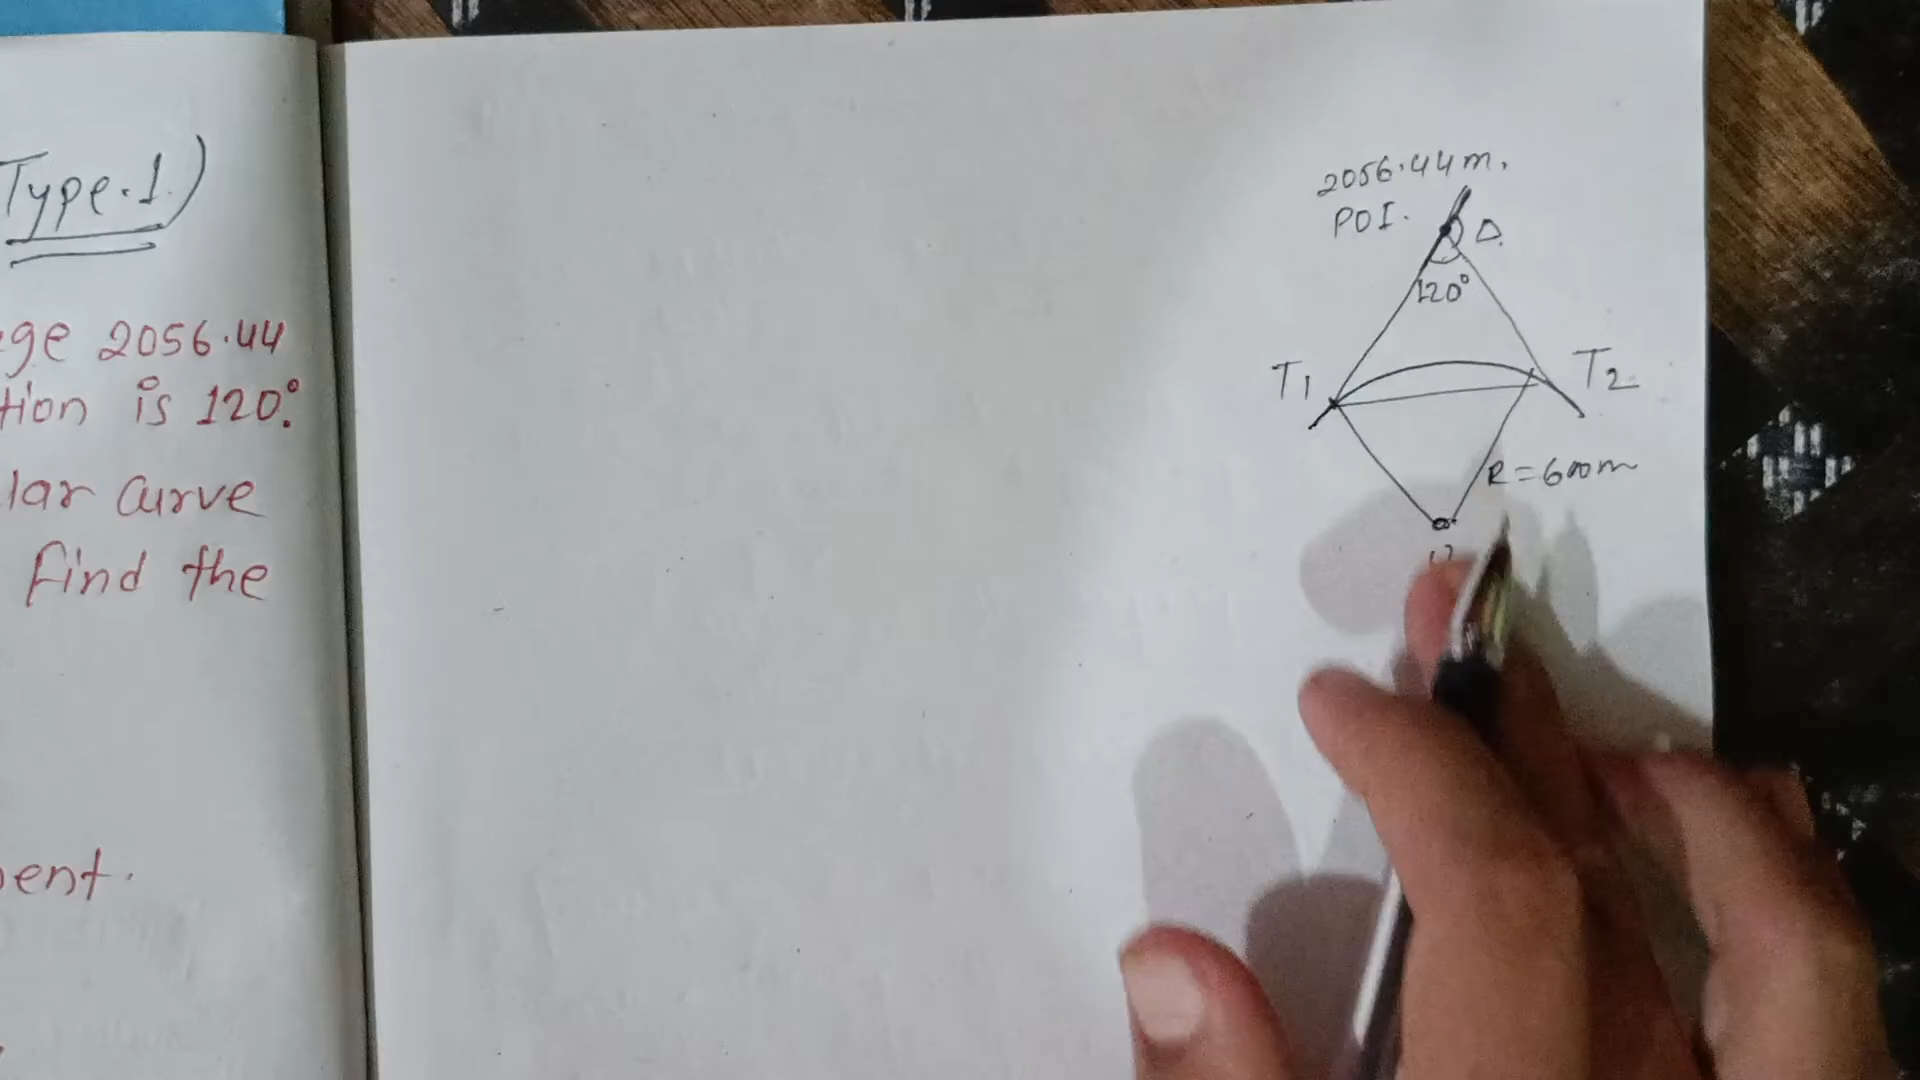 Type.1)
ge 2056.44
tion is 120°.
lar curve
find the
ent.
2056.44m.
POI. Δ.
120°
T1 T2
R=600m